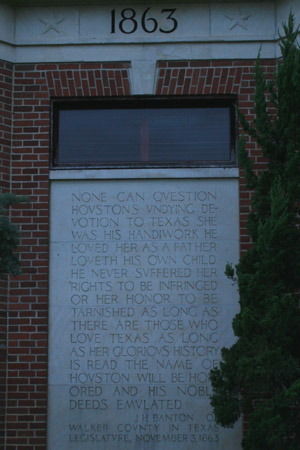 1863
NONE CAN QVESTION
HOVSTONS VNDYING DE-
VOTION TO TEXAS SHE
WAS HIS HANDIWORK HE
LOVED HER AS A FATHER
LOVETH HIS OWN CHILD
HE NEVER SVFFERED HER
RIGHTS TO BE INFRINGED
OR HER HONOR TO BE
TARNISHED AS LONG AS
THERE ARE THOSE WHO
LOVE TEXAS AS LONG
AS HER GLORIOVS HISTORY
IS READ THE NAME OF
HOVSTON WILL BE HON
ORED AND HIS NOBLE
DEEDS EMVLATED
J H BANTON
WALKER COVNTY IN TEXAS
LEGISLATVRE, NOVEMBER 3, 1863